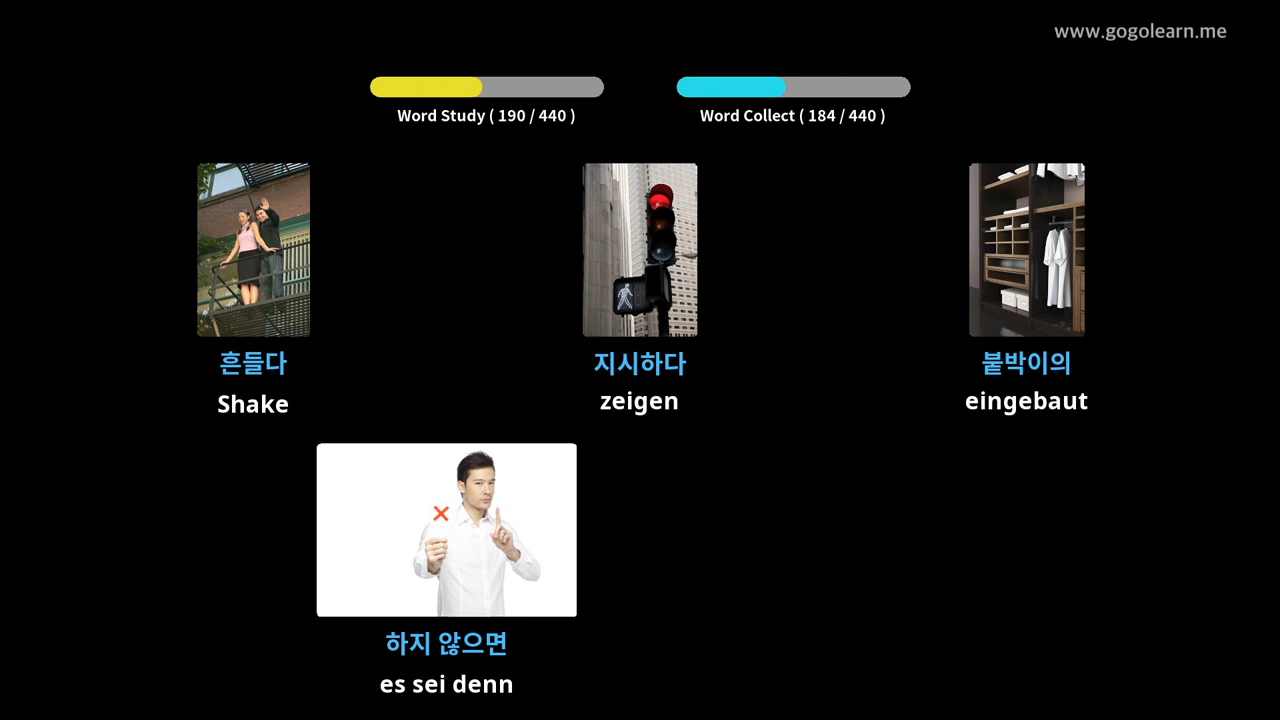 www.gogolearn.me
Word Study ( 190 / 440 )
Word Collect ( 184 / 440 )
흔들다
지시하다
붙박이의
Shake
zeigen
eingebaut
하지 않으면
es sei denn